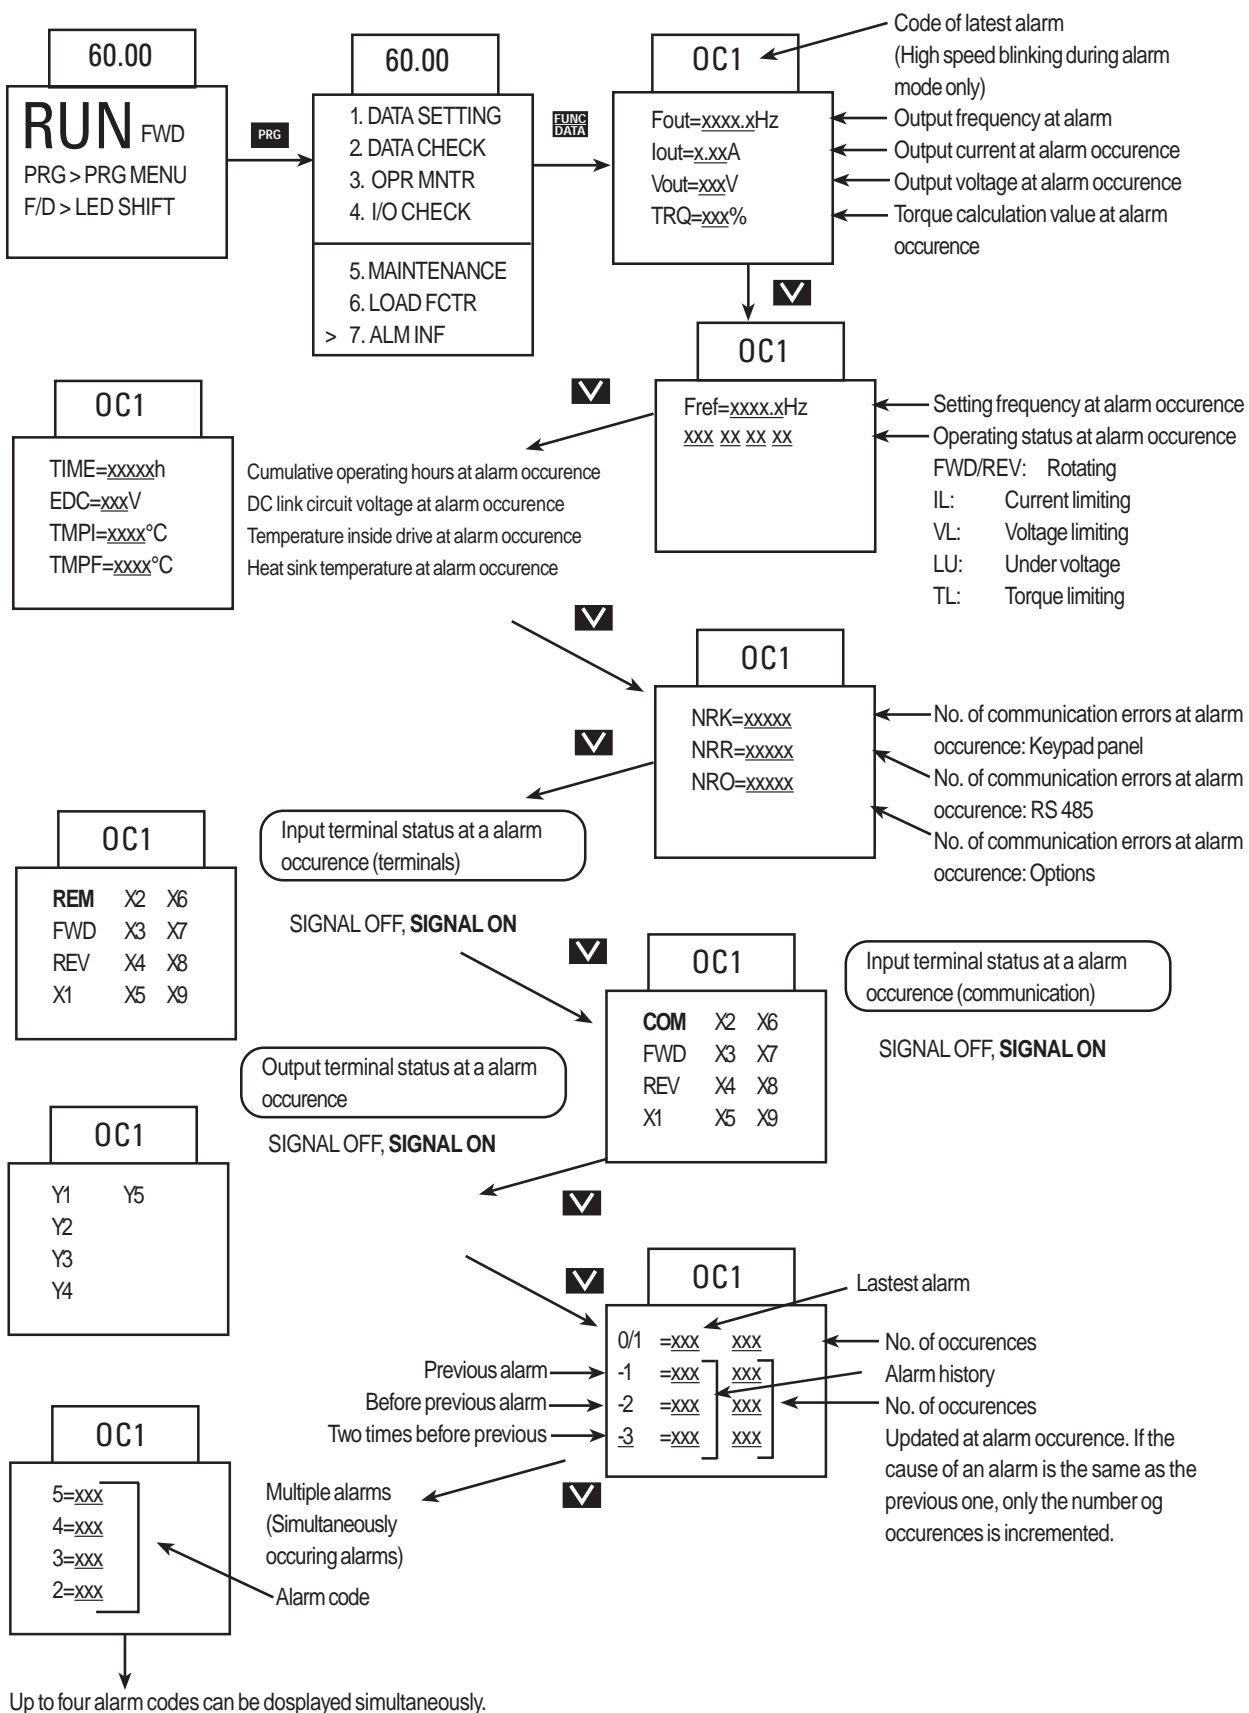 60.00
RUN FWD
PRG > PRG MENU
F/D > LED SHIFT
PRG
60.00
1. DATA SETTING
2. DATA CHECK
3. OPR MNTR
4. I/O CHECK
5. MAINTENANCE
6. LOAD FCTR
> 7. ALM INF
FUNC
DATA
OC1
Fout=xxxx.xHz
Iout=x.xxA
Vout=xxxV
TRQ=xxx%
Code of latest alarm
(High speed blinking during alarm
mode only)
Output frequency at alarm
Output current at alarm occurence
Output voltage at alarm occurence
Torque calculation value at alarm
occurence
OC1
Fref=xxxx.xHz
xxx xx xx xx
Setting frequency at alarm occurence
Operating status at alarm occurence
FWD/REV: Rotating
IL: Current limiting
VL: Voltage limiting
LU: Under voltage
TL: Torque limiting
OC1
TIME=xxxxxh
EDC=xxxV
TMPI=xxxx°C
TMPF=xxxx°C
Cumulative operating hours at alarm occurence
DC link circuit voltage at alarm occurence
Temperature inside drive at alarm occurence
Heat sink temperature at alarm occurence
OC1
NRK=xxxxx
NRR=xxxxx
NRO=xxxxx
No. of communication errors at alarm
occurence: Keypad panel
No. of communication errors at alarm
occurence: RS 485
No. of communication errors at alarm
occurence: Options
OC1
REM X2 X6
FWD X3 X7
REV X4 X8
X1 X5 X9
Input terminal status at a alarm
occurence (terminals)
SIGNAL OFF, SIGNAL ON
OC1
COM X2 X6
FWD X3 X7
REV X4 X8
X1 X5 X9
Input terminal status at a alarm
occurence (communication)
SIGNAL OFF, SIGNAL ON
Output terminal status at a alarm
occurence
SIGNAL OFF, SIGNAL ON
OC1
Y1 Y5
Y2
Y3
Y4
OC1
0/1 =xxx xxx
-1 =xxx xxx
-2 =xxx xxx
-3 =xxx xxx
Previous alarm
Before previous alarm
Two times before previous
Lastest alarm
No. of occurences
Alarm history
No. of occurences
Updated at alarm occurence. If the
cause of an alarm is the same as the
previous one, only the number og
occurences is incremented.
OC1
5=xxx
4=xxx
3=xxx
2=xxx
Multiple alarms
(Simultaneously
occuring alarms)
Alarm code
Up to four alarm codes can be dosplayed simultaneously.